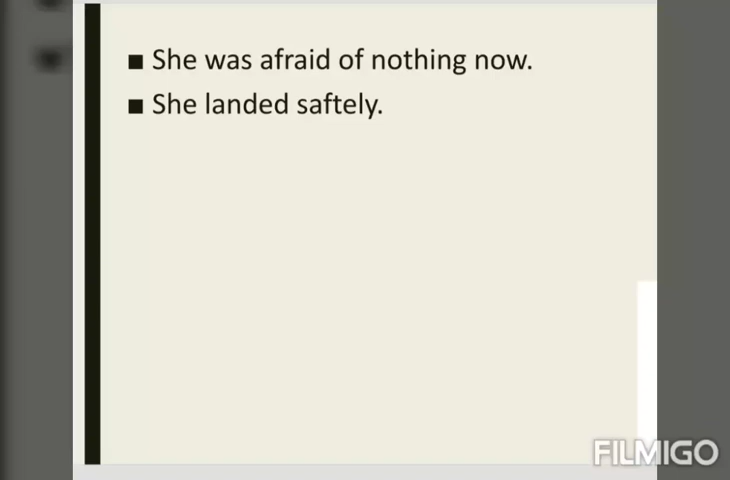 ■ She was afraid of nothing now.
■ She landed saftely.
FILMIGO